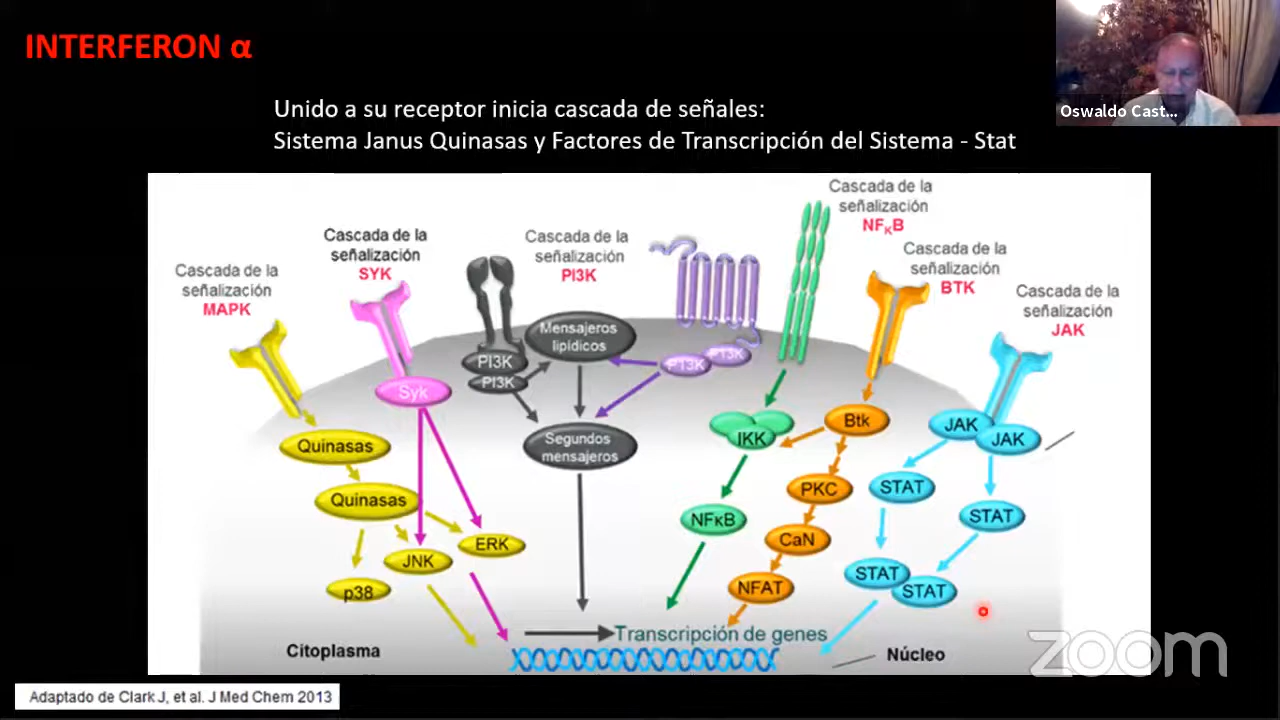 INTERFERON α
Oswaldo Cast...
Unido a su receptor inicia cascada de señales:
Sistema Janus Quinasas y Factores de Transcripción del Sistema - Stat
Cascada de la
señalización
MAPK
Cascada de la
señalización
SYK
Cascada de la
señalización
PI3K
Cascada de la
señalización
NFκB
Cascada de la
señalización
BTK
Cascada de la
señalización
JAK
Quinasas
Quinasas
p38
JNK
ERK
Syk
PI3K
PI3K
Mensajeros
lipídicos
Segundos
mensajeros
P13K
P13K
IKK
NFκB
Btk
PKC
CaN
NFAT
JAK
JAK
STAT
STAT
STAT
STAT
Transcripción de genes
Citoplasma
Núcleo
zoom
Adaptado de Clark J, et al. J Med Chem 2013